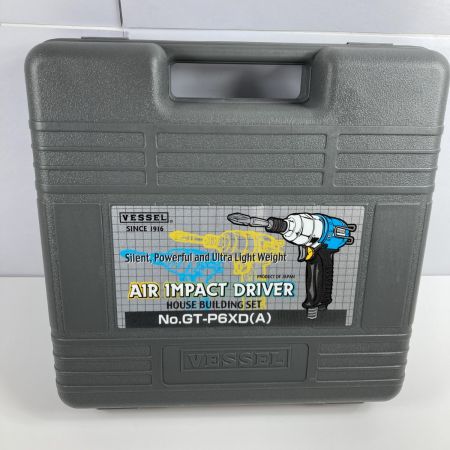 VESSEL®
SINCE 1916
Silent, Powerful and Ultra Light Weight
PRODUCT OF JAPAN
AIR IMPACT DRIVER
HOUSE BUILDING SET
No.GT-P6XD(A)
VESSEL